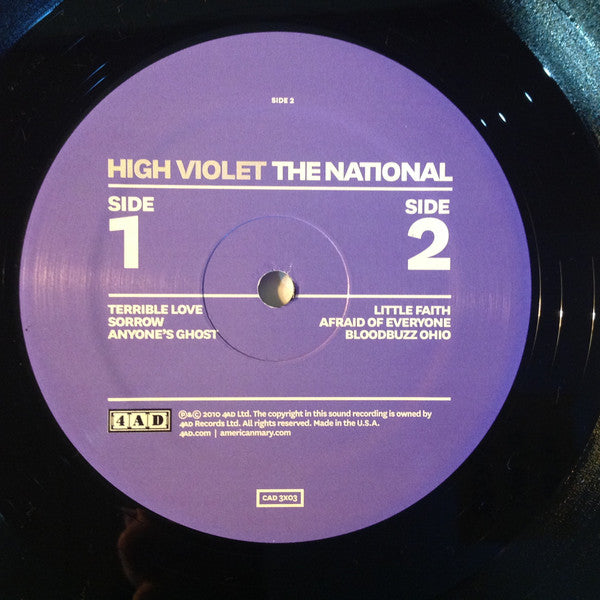 SIDE 2
HIGH VIOLET THE NATIONAL
SIDE
1
SIDE
2
TERRIBLE LOVE
SORROW
ANYONE'S GHOST
LITTLE FAITH
AFRAID OF EVERYONE
BLOODBUZZ OHIO
4AD
℗&© 2010 4AD Ltd. The copyright in this sound recording is owned by
4AD Records Ltd. All rights reserved. Made in the U.S.A.
4AD.com | americanmary.com
CAD 3X03